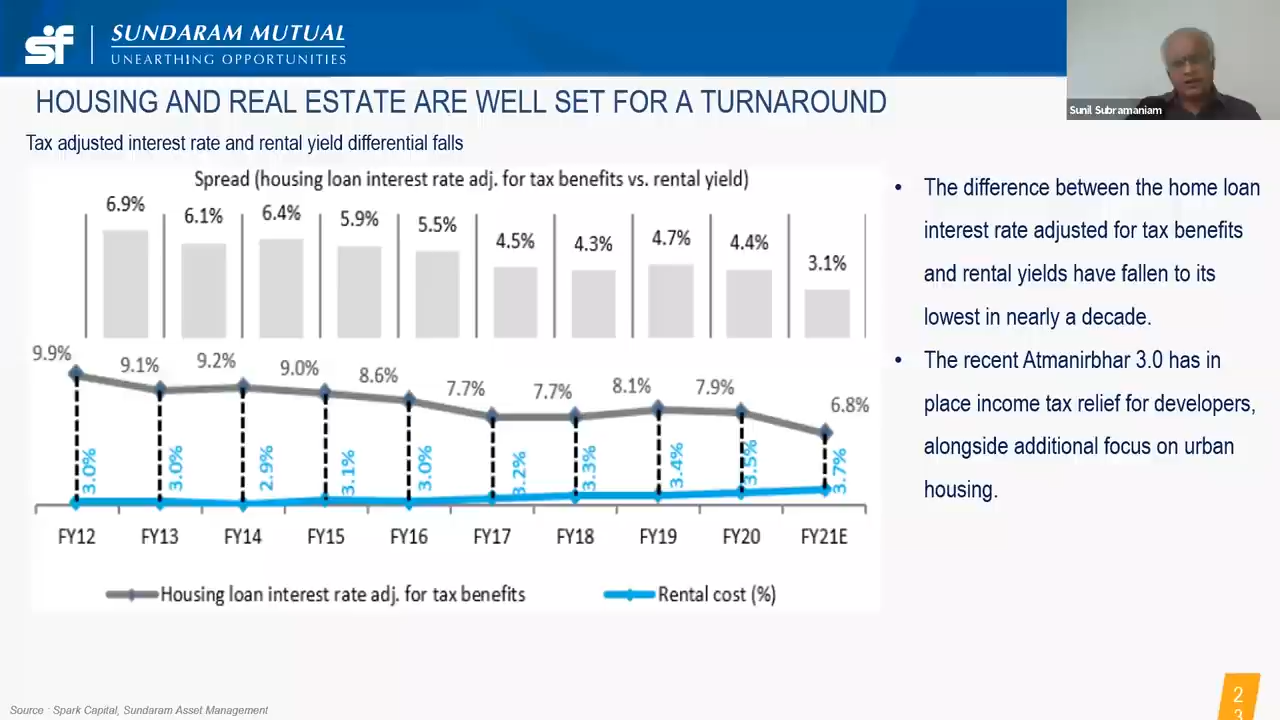 SUNDARAM MUTUAL
UNEARTHING OPPORTUNITIES
Sunil Subramaniam
HOUSING AND REAL ESTATE ARE WELL SET FOR A TURNAROUND
Tax adjusted interest rate and rental yield differential falls
Spread (housing loan interest rate adj. for tax benefits vs. rental yield)
6.9% 6.1% 6.4% 5.9% 5.5% 4.5% 4.3% 4.7% 4.4% 3.1%
9.9% 9.1% 9.2% 9.0% 8.6% 7.7% 7.7% 8.1% 7.9% 6.8%
3.0% 3.0% 2.9% 3.1% 3.0% 3.2% 3.3% 3.4% 3.5% 3.7%
FY12 FY13 FY14 FY15 FY16 FY17 FY18 FY19 FY20 FY21E
Housing loan interest rate adj. for tax benefits Rental cost (%)
• The difference between the home loan
interest rate adjusted for tax benefits
and rental yields have fallen to its
lowest in nearly a decade.
• The recent Atmanirbhar 3.0 has in
place income tax relief for developers,
alongside additional focus on urban
housing.
Source : Spark Capital, Sundaram Asset Management
2
3